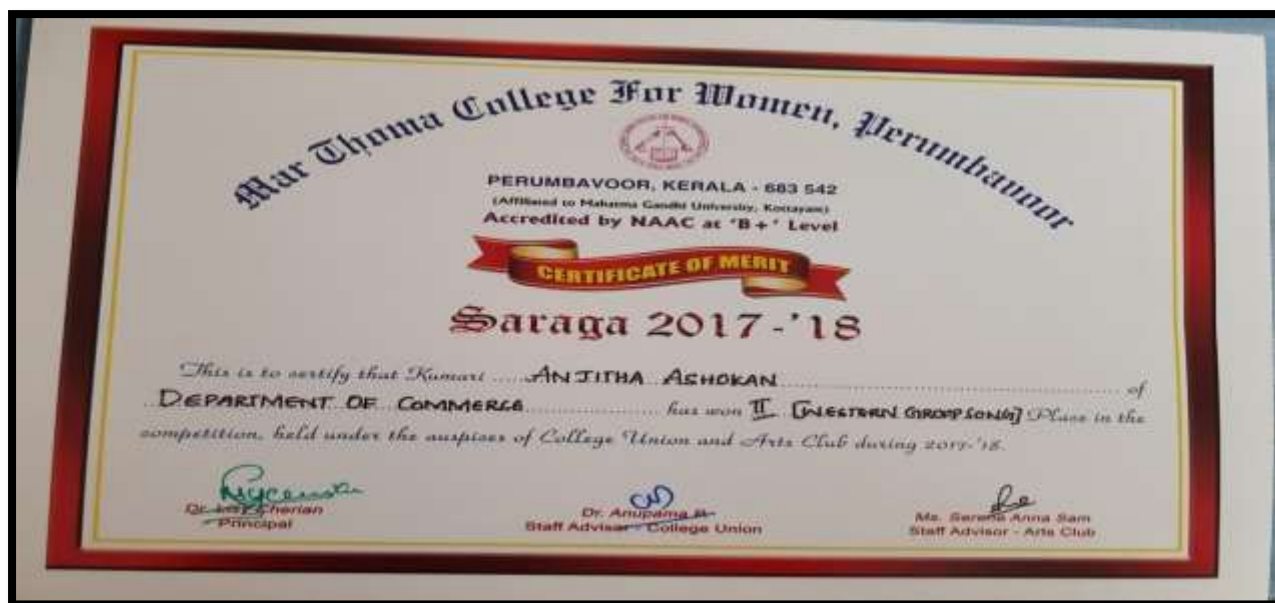 Mar Thoma College For Women, Perumbavoor
PERUMBAVOOR, KERALA - 683 542
(Affiliated to Mahatma Gandhi University, Kottayam)
Accredited by NAAC at 'B+' Level
CERTIFICATE OF MERIT
Saraga 2017-'18
This is to certify that Kumari ..... ANJITHA ASHOKAN ..... of
DEPARTMENT OF COMMERCE ..... has won II [WESTERN GROUP SONG] Place in the
competition, held under the auspices of College Union and Arts Club during 2017-'18.
Dr. Cherian Dr. Anupama Ms. Serena Anna Sam
Principal Staff Advisor - College Union Staff Advisor - Arts Club